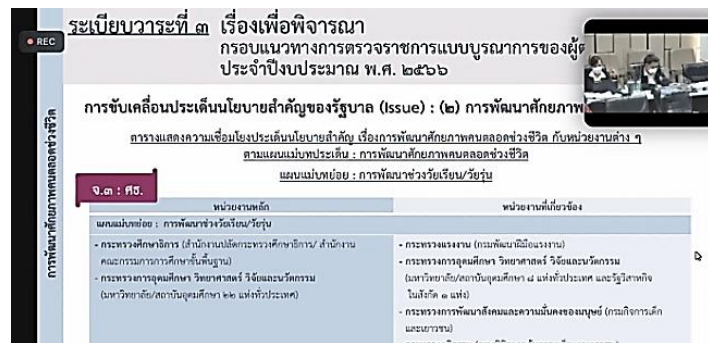 REC
ระเบียบวาระที่ ๓ เรื่องเพื่อพิจารณา
กรอบแนวทางการตรวจราชการแบบบูรณาการของผู้
ประจำปีงบประมาณ พ.ศ. ๒๕๖๖
การพัฒนาศักยภาพคนตลอดช่วงชีวิต
การขับเคลื่อนประเด็นนโยบายสำคัญของรัฐบาล (Issue) : (๒) การพัฒนาศักยภาพ
ตารางแสดงความเชื่อมโยงประเด็นนโยบายสำคัญ เรื่องการพัฒนาศักยภาพคนตลอดช่วงชีวิต กับหน่วยงานต่าง ๆ
ตามแผนแม่บทประเด็น : การพัฒนาศักยภาพคนตลอดช่วงชีวิต
แผนแม่บทย่อย : การพัฒนาช่วงวัยเรียน/วัยรุ่น
จ.๓ : ศธ.
หน่วยงานหลัก
หน่วยงานที่เกี่ยวข้อง
แผนแม่บทย่อย : การพัฒนาช่วงวัยเรียน/วัยรุ่น
- กระทรวงศึกษาธิการ (สำนักงานปลัดกระทรวงศึกษาธิการ/ สำนักงาน
คณะกรรมการการศึกษาขั้นพื้นฐาน)
- กระทรวงการอุดมศึกษา วิทยาศาสตร์ วิจัยและนวัตกรรม
(มหาวิทยาลัย/สถาบันอุดมศึกษา ๒๒ แห่งทั่วประเทศ)
- กระทรวงแรงงาน (กรมพัฒนาฝีมือแรงงาน)
- กระทรวงการอุดมศึกษา วิทยาศาสตร์ วิจัยและนวัตกรรม
(มหาวิทยาลัย/สถาบันอุดมศึกษา ๘ แห่งทั่วประเทศ และรัฐวิสาหกิจ
ในสังกัด ๑ แห่ง)
- กระทรวงการพัฒนาสังคมและความมั่นคงของมนุษย์ (กรมกิจการเด็ก
และเยาวชน)